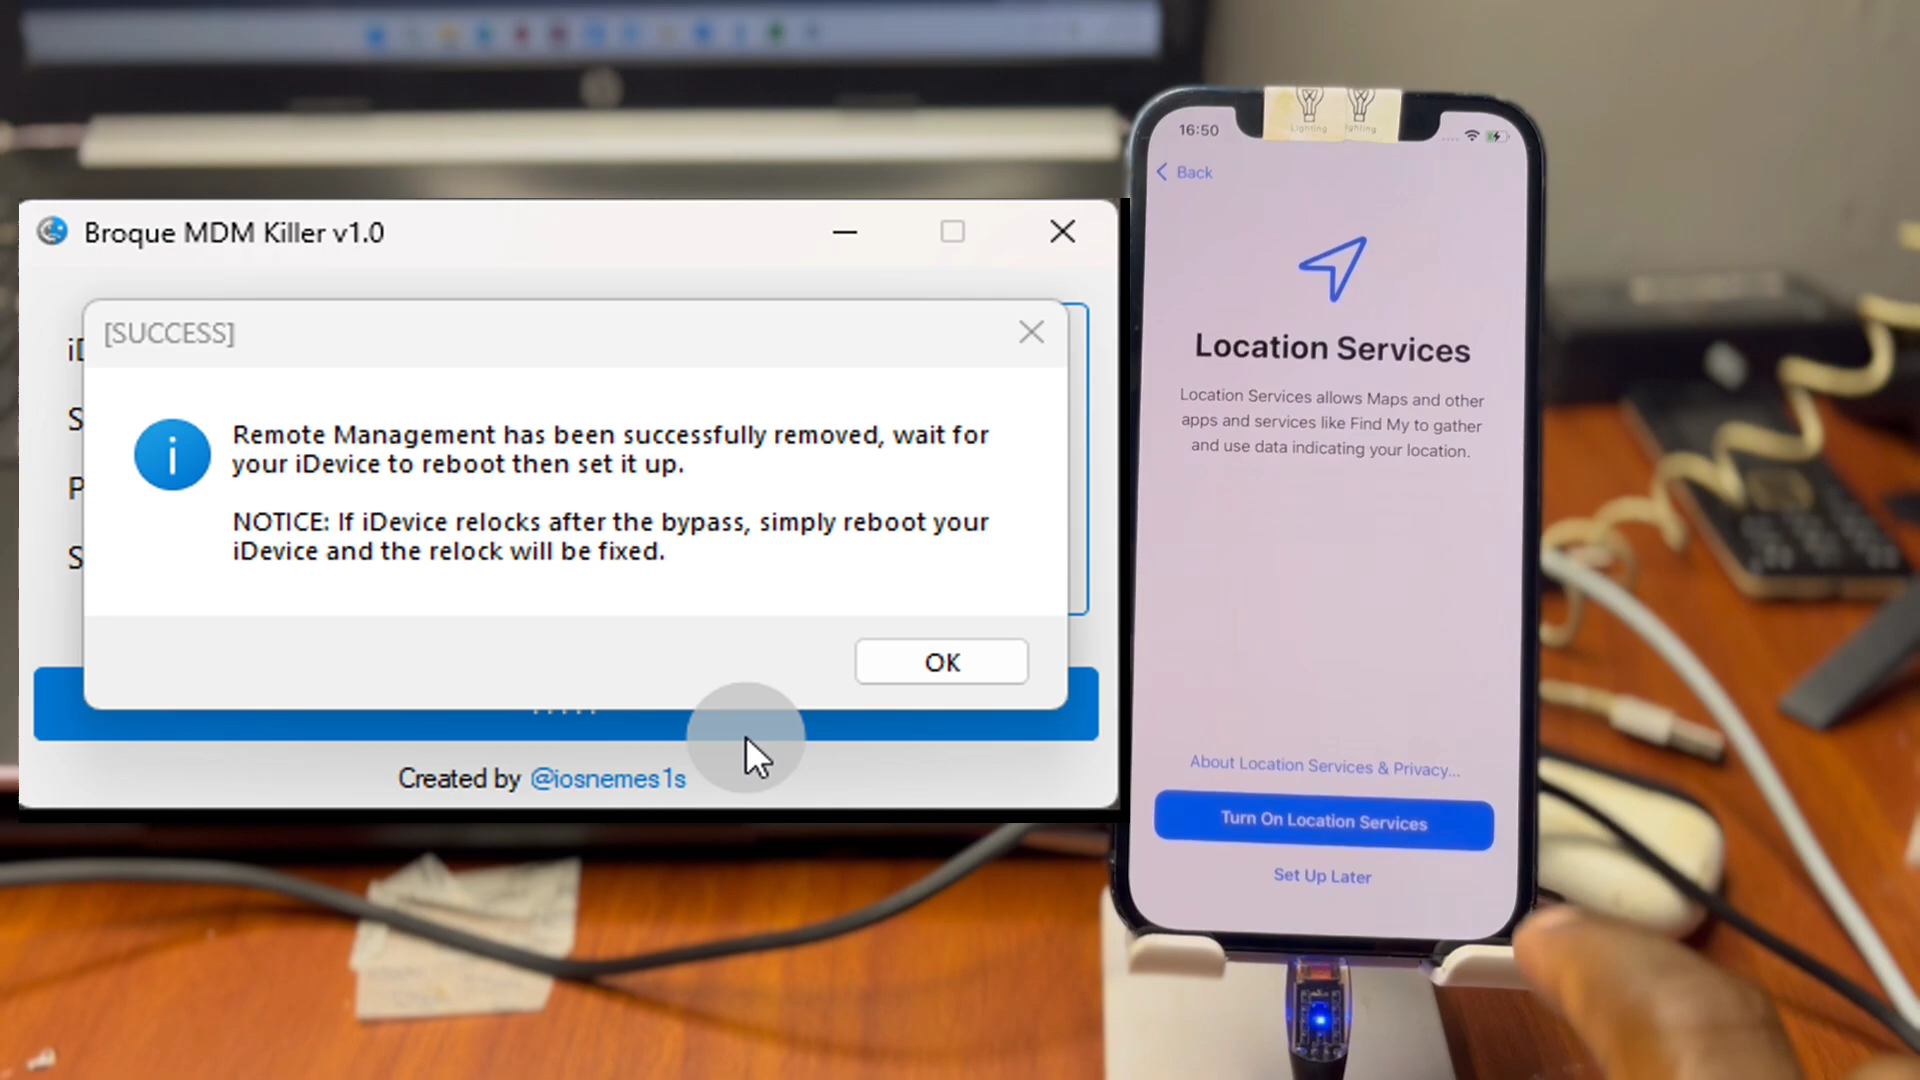 Broque MDM Killer v1.0
[SUCCESS]
Remote Management has been successfully removed, wait for
your iDevice to reboot then set it up.
NOTICE: If iDevice relocks after the bypass, simply reboot your
iDevice and the relock will be fixed.
OK
Created by @iosnemes1s
16:50
Lighting
Back
Location Services
Location Services allows Maps and other
apps and services like Find My to gather
and use data indicating your location.
About Location Services & Privacy...
Turn On Location Services
Set Up Later